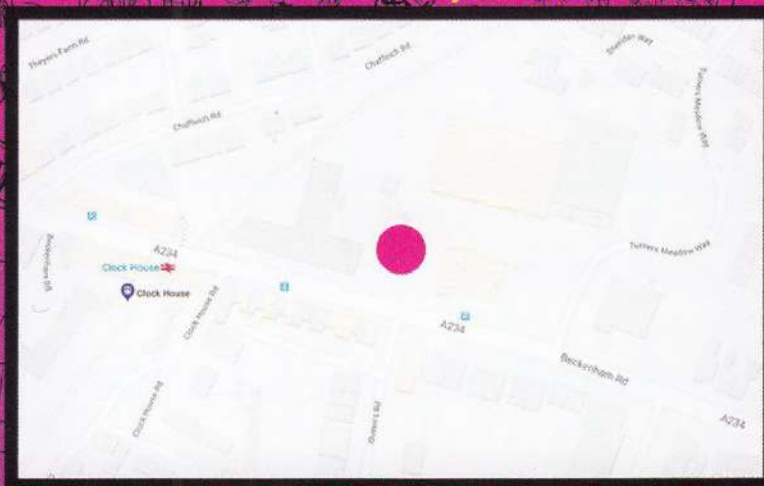 Thayers Farm Rd
Chaffinch Rd
Chaffinch Rd
Sheridan Way
Turners Meadow Way
Turners Meadow Way
A234
Clock House
Clock House
Clock House Rd
Clock House Rd
A234
Beckenham Rd
A234
Queen's Rd